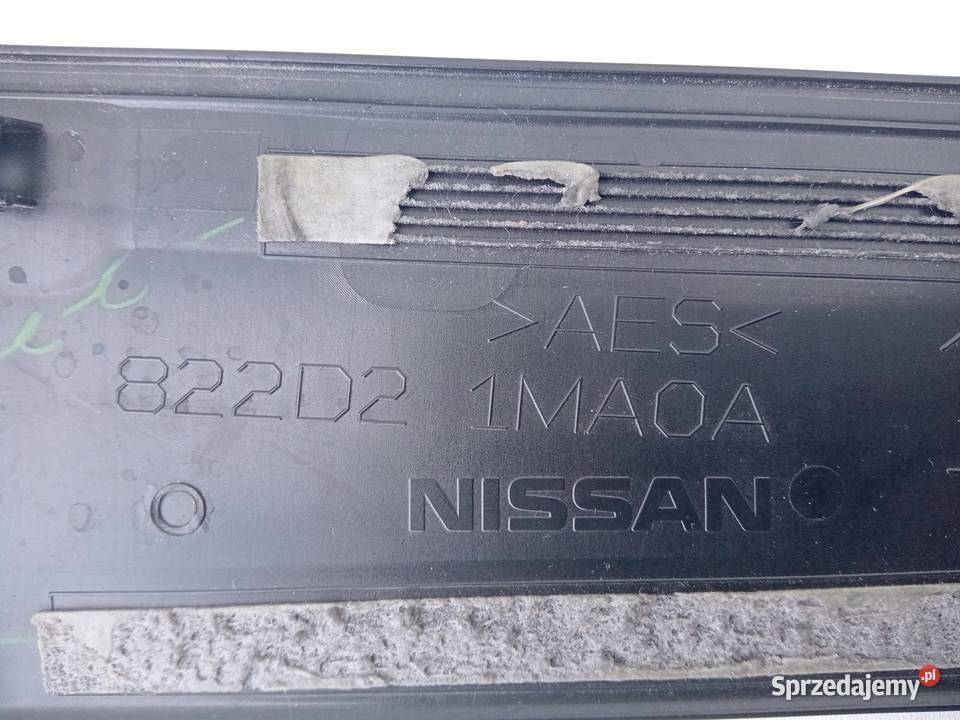 >AES<
822D2 1MA0A
NISSAN
Sprzedajemy.pl